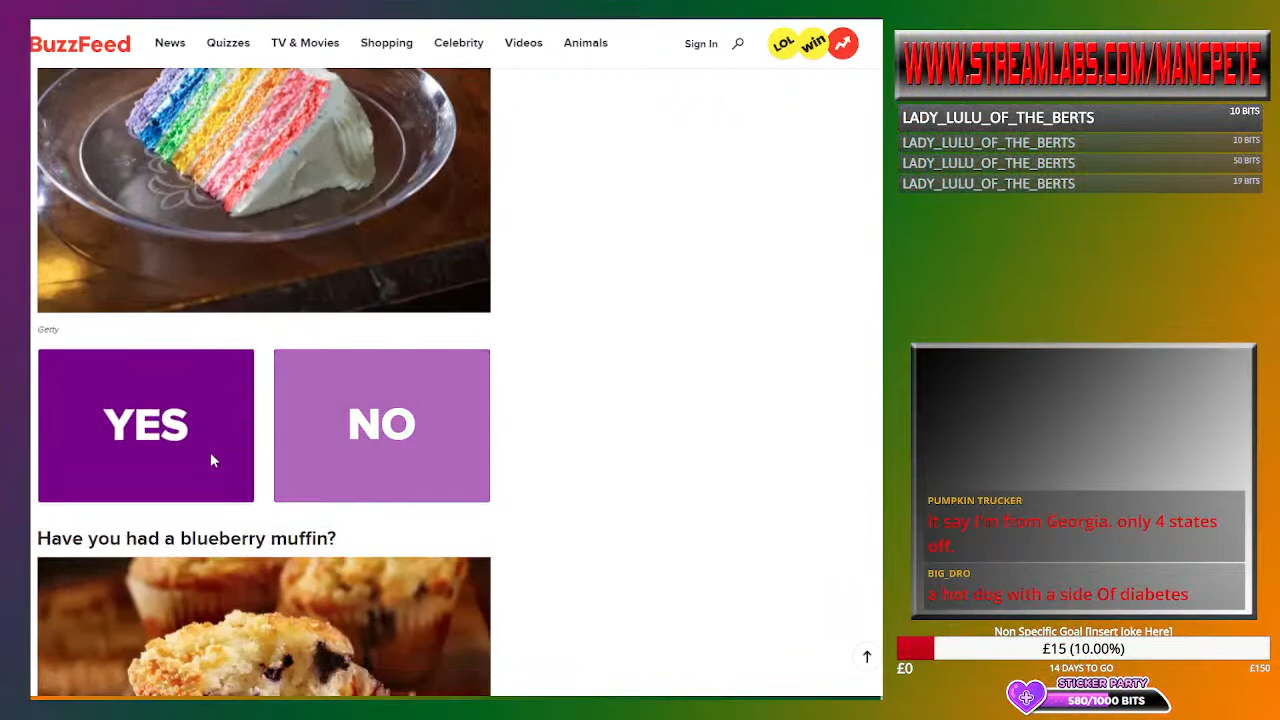 BuzzFeed
News
Quizzes
TV & Movies
Shopping
Celebrity
Videos
Animals
Sign In
LOL
win
Getty
YES
NO
Have you had a blueberry muffin?
WWW.STREAMLABS.COM/MANCPETE
LADY_LULU_OF_THE_BERTS 10 BITS
LADY_LULU_OF_THE_BERTS 10 BITS
LADY_LULU_OF_THE_BERTS 50 BITS
LADY_LULU_OF_THE_BERTS 19 BITS
PUMPKIN TRUCKER
it say I'm from Georgia. only 4 states
off.
BIG_DRO
a hot dog with a side Of diabetes
Non Specific Goal [Insert Joke Here]
£15 (10.00%)
£0 14 DAYS TO GO £150
STICKER PARTY
580/1000 BITS